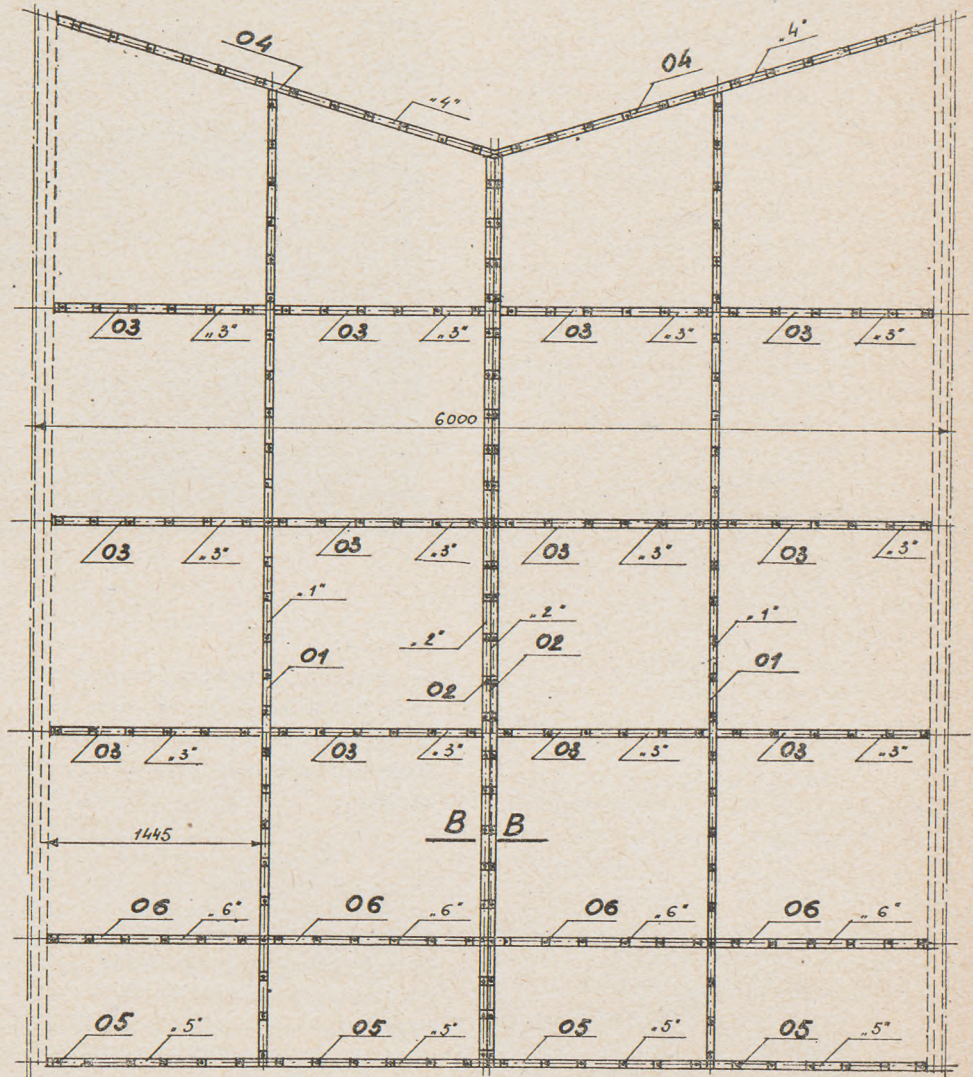 04 04 „4"
„4"
03 „3" 03 „3" 03 „3" 03 „3"
6000
03 „3" 03 „3" 03 „3" 03 „3"
„1" „2" „2" „1"
01 02 02 01
03 „3" 03 „3" 03 „3" 03 „3"
1445 B B
06 „6" 06 „6" 06 „6" 06 „6"
05 „5" 05 „5" 05 „5" 05 „5"